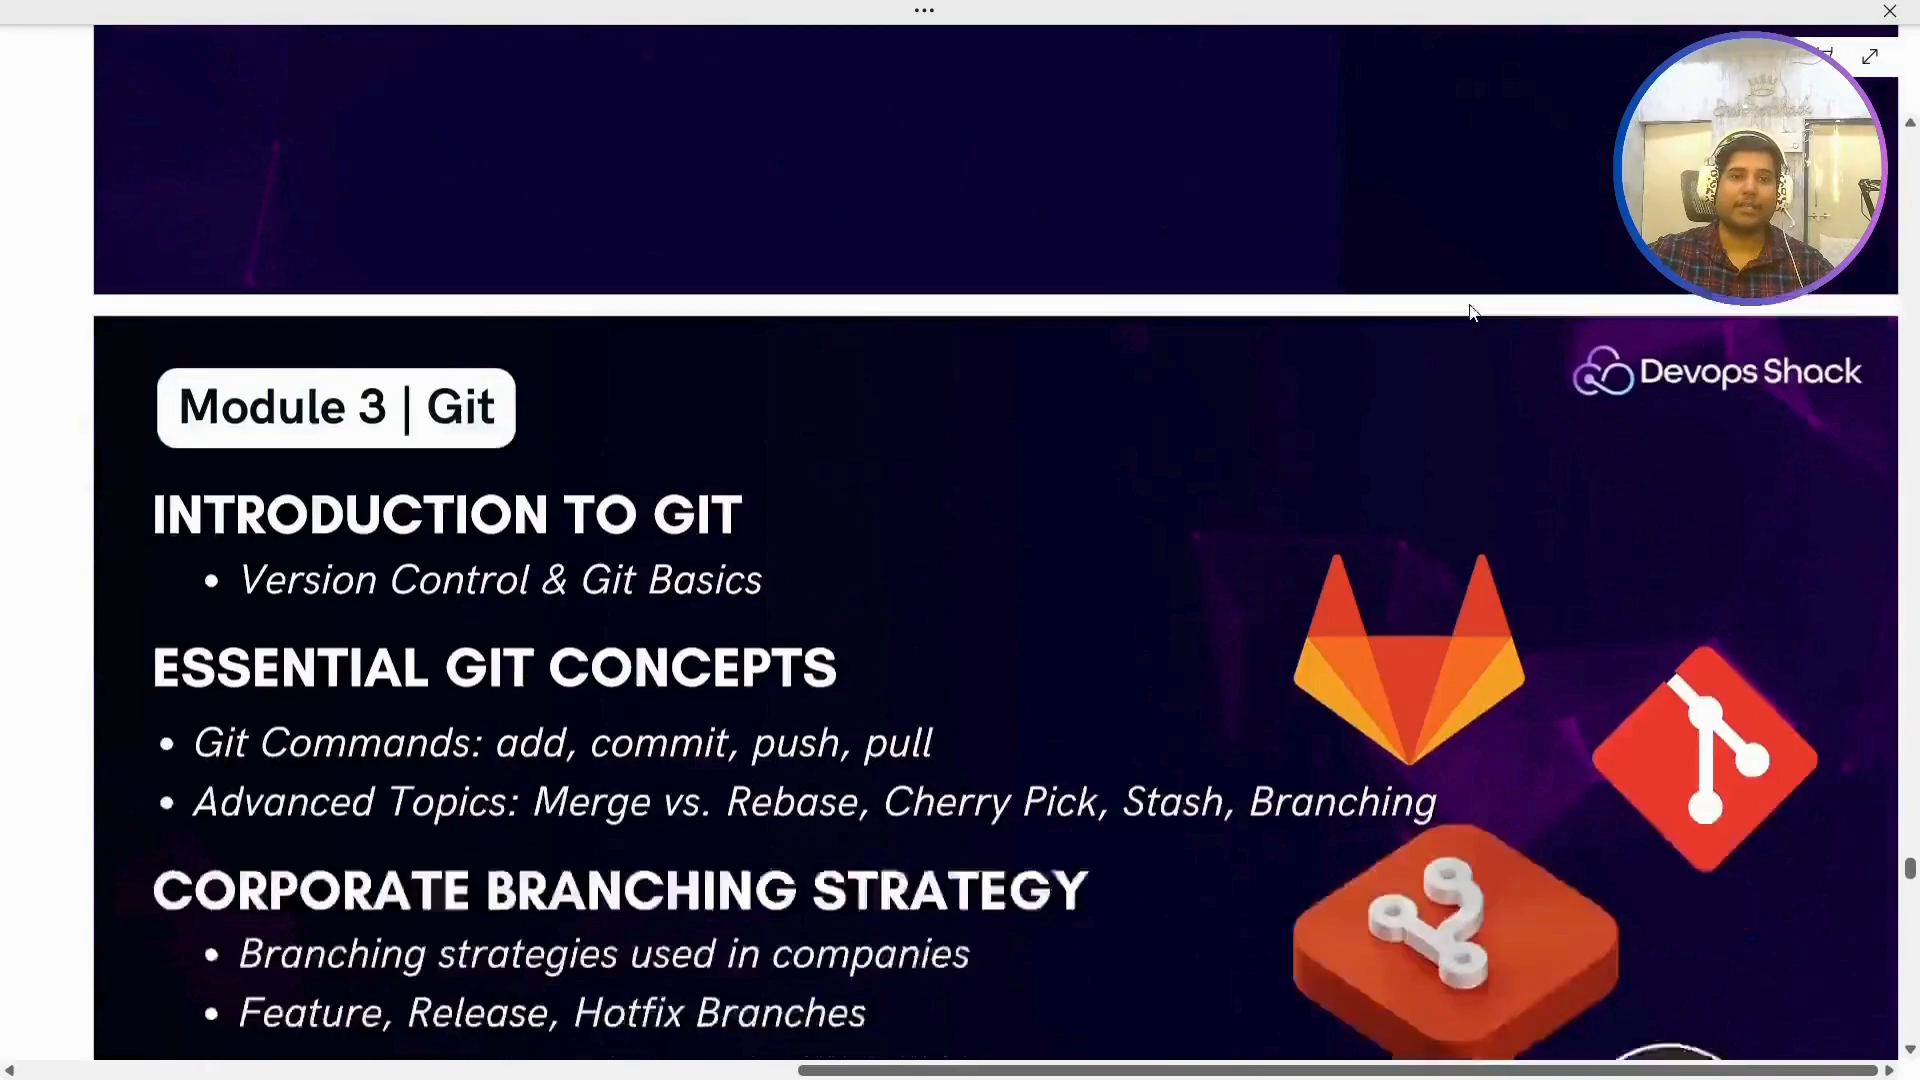 Devops Shack
Module 3 | Git
INTRODUCTION TO GIT
• Version Control & Git Basics
ESSENTIAL GIT CONCEPTS
• Git Commands: add, commit, push, pull
• Advanced Topics: Merge vs. Rebase, Cherry Pick, Stash, Branching
CORPORATE BRANCHING STRATEGY
• Branching strategies used in companies
• Feature, Release, Hotfix Branches